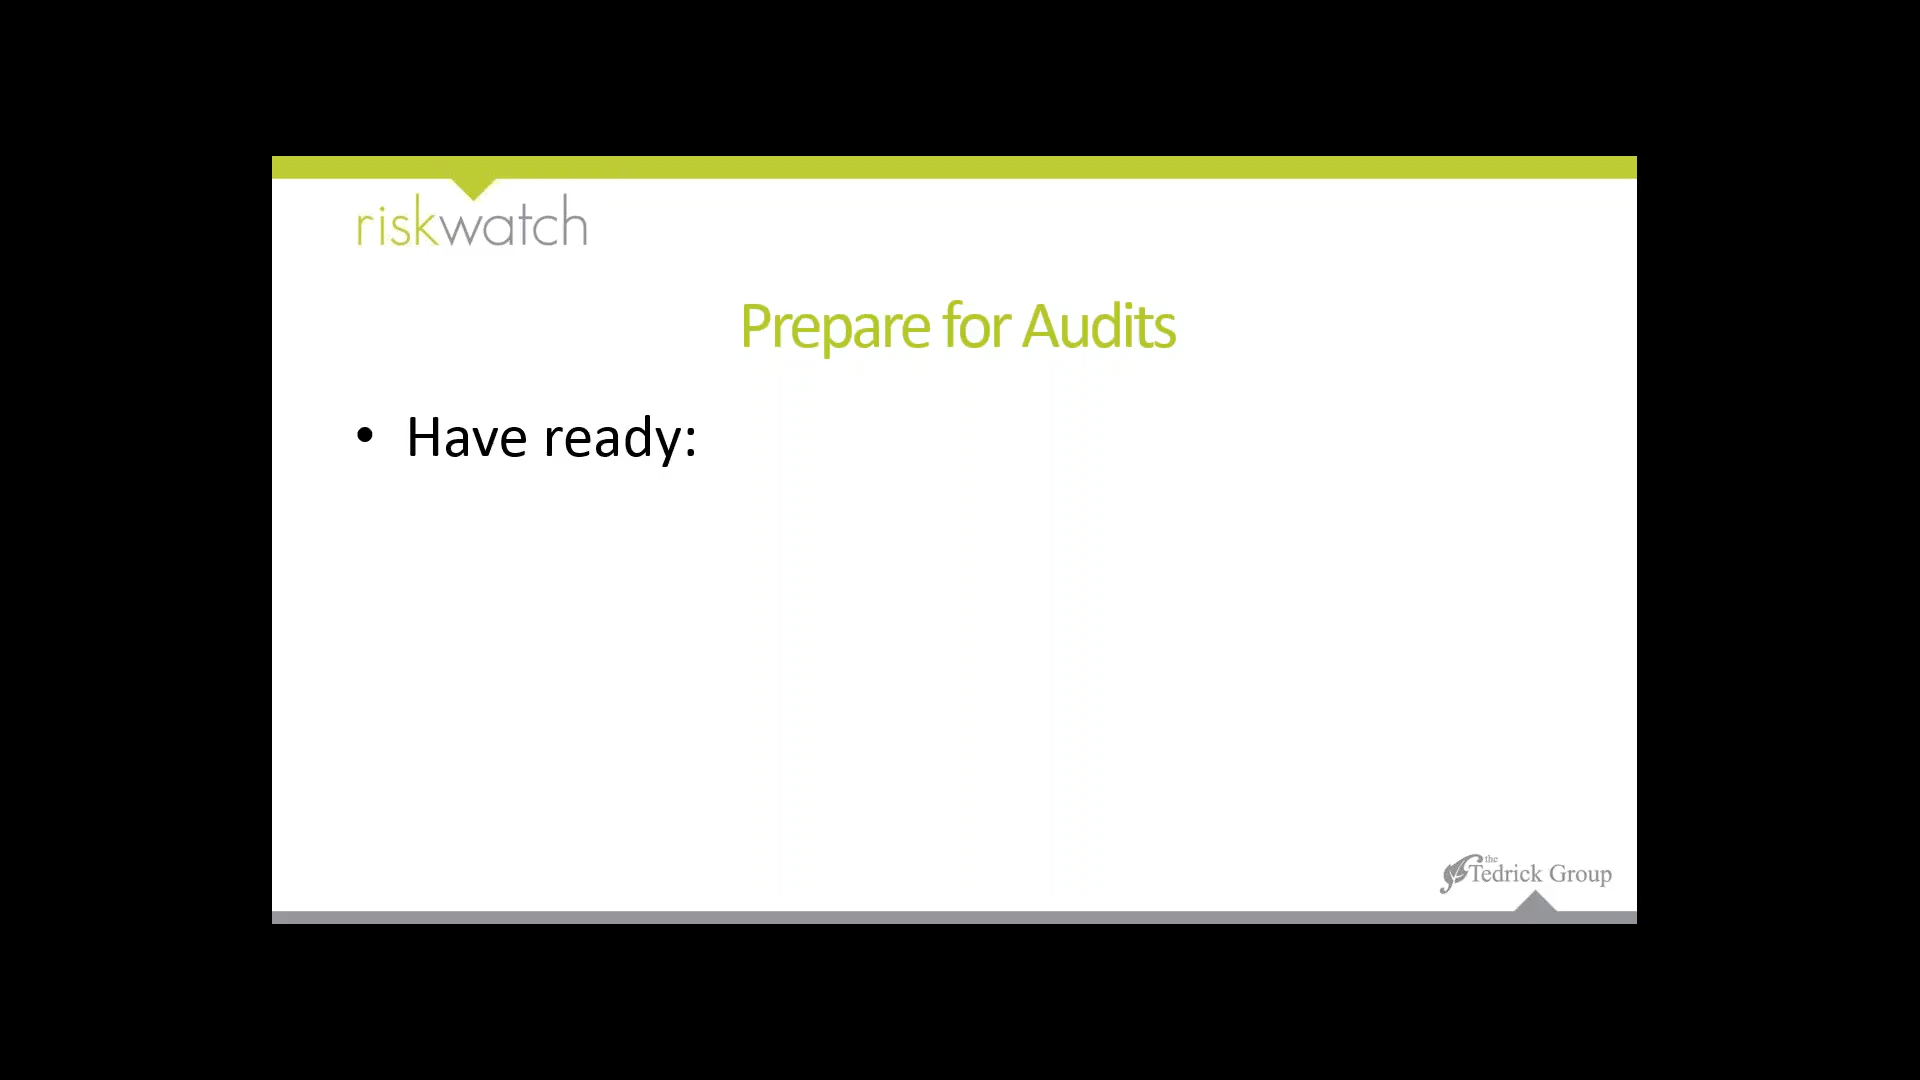 riskwatch
Prepare for Audits
• Have ready:
the
Tedrick Group